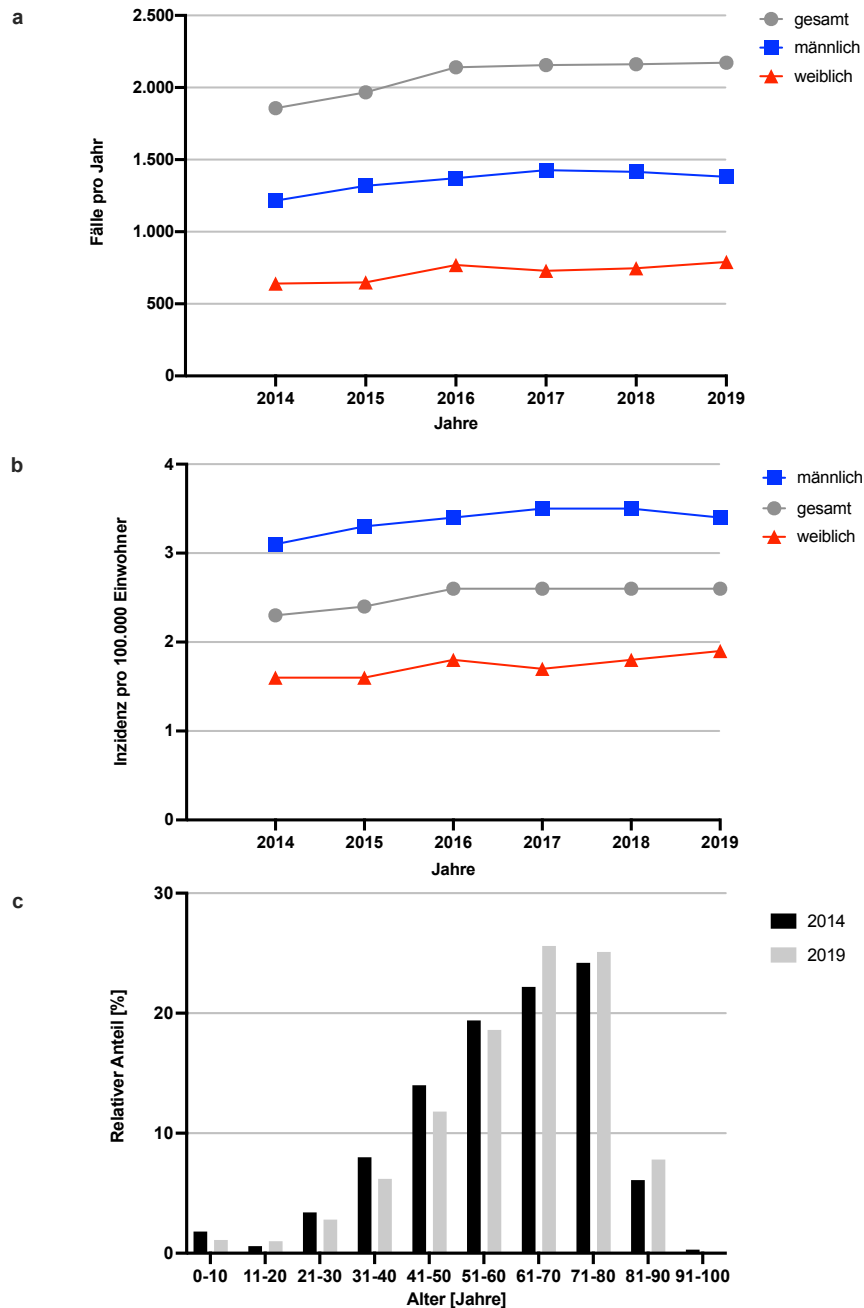 a
gesamt
männlich
weiblich
2.500
2.000
1.500
1.000
500
0
Fälle pro Jahr
2014 2015 2016 2017 2018 2019
Jahre
b
männlich
gesamt
weiblich
4
3
2
1
0
Inzidenz pro 100.000 Einwohner
2014 2015 2016 2017 2018 2019
Jahre
c
2014
2019
30
20
10
0
Relativer Anteil [%]
0-10 11-20 21-30 31-40 41-50 51-60 61-70 71-80 81-90 91-100
Alter [Jahre]